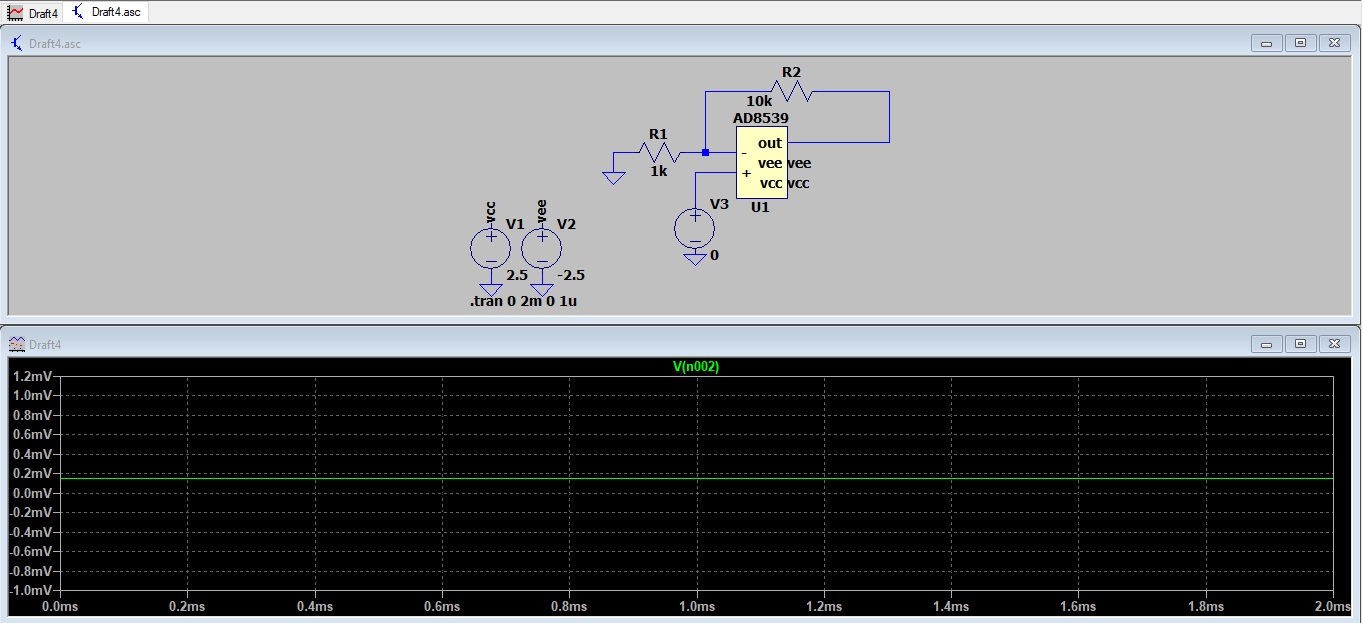 Draft4 Draft4.asc
Draft4.asc
R2
10k
AD8539
R1
1k
- out
vee vee
+
vcc vcc
U1
V3
0
vcc V1
2.5
vee V2
-2.5
.tran 0 2m 0 1u
Draft4
V(n002)
1.2mV
1.0mV
0.8mV
0.6mV
0.4mV
0.2mV
0.0mV
-0.2mV
-0.4mV
-0.6mV
-0.8mV
-1.0mV
0.0ms 0.2ms 0.4ms 0.6ms 0.8ms 1.0ms 1.2ms 1.4ms 1.6ms 1.8ms 2.0ms